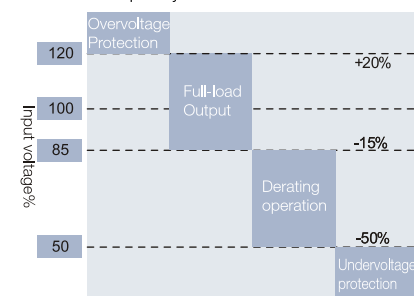 Overvoltage
Protection
120
+20%
Full-load
Output
100
Input voltage%
85
-15%
Derating
operation
50
-50%
Undervoltage
protection